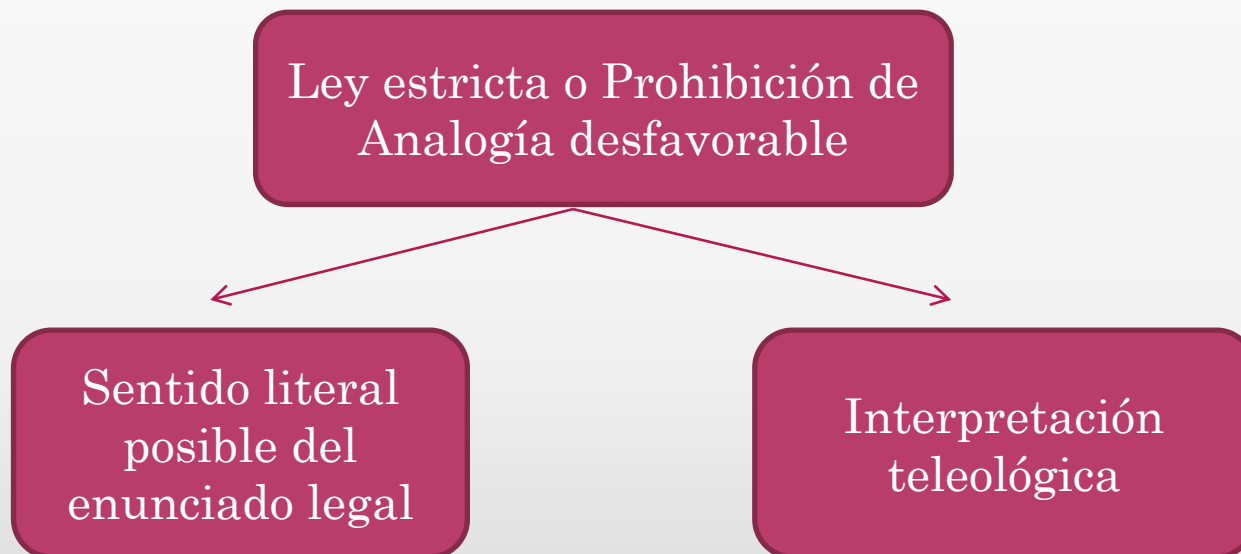 Ley estricta o Prohibición de
Analogía desfavorable
Sentido literal
posible del
enunciado legal
Interpretación
teleológica